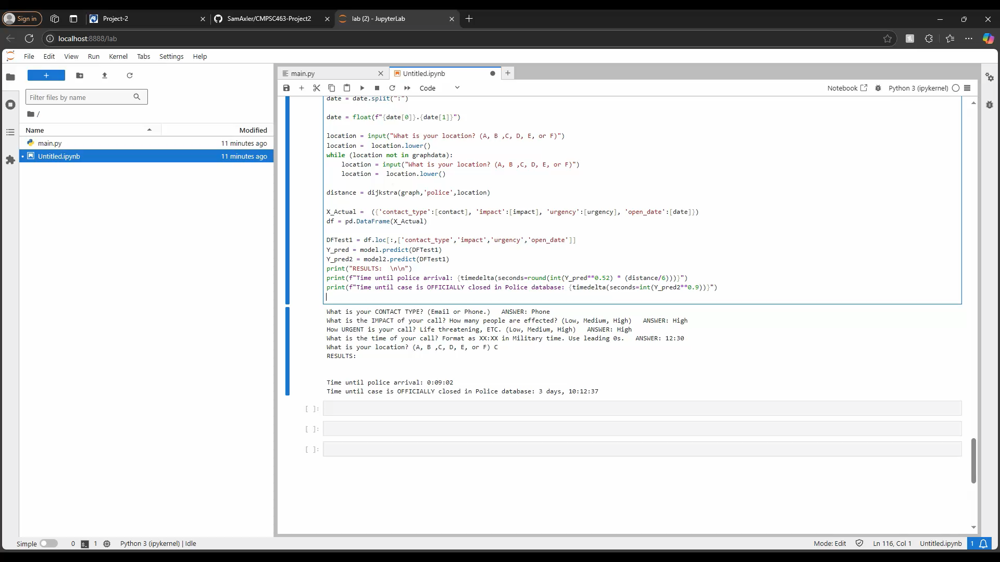 Sign in
Project-2
SamAxler/CMPSC463-Project2
lab (2) - JupyterLab
localhost:8888/lab
File Edit View Run Kernel Tabs Settings Help
+
Filter files by name
/
Name Modified
main.py 11 minutes ago
Untitled.ipynb 11 minutes ago
main.py
Untitled.ipynb
Code
Notebook
Python 3 (ipykernel)
date = date.split(":")
date = float(f"{date[0]}.{date[1]}")
location = input("What is your location? (A, B ,C, D, E, or F)")
location =  location.lower()
while (location not in graphdata):
    location = input("What is your location? (A, B ,C, D, E, or F)")
    location =  location.lower()
distance = dijkstra(graph,'police',location)
X_Actual =  ({'contact_type':[contact], 'impact':[impact], 'urgency':[urgency], 'open_date':[date]})
df = pd.DataFrame(X_Actual)
DFTest1 = df.loc[:,['contact_type','impact','urgency','open_date']]
Y_pred = model.predict(DFTest1)
Y_pred2 = model2.predict(DFTest1)
print("RESULTS:  \n\n")
print(f"Time until police arrival: {timedelta(seconds=round(int(Y_pred**0.52) * (distance/6)))}")
print(f"Time until case is OFFICIALLY closed in Police database: {timedelta(seconds=int(Y_pred2**0.9))}")
What is your CONTACT TYPE? (Email or Phone.)   ANSWER: Phone
What is the IMPACT of your call? How many people are effected? (Low, Medium, High)   ANSWER: High
How URGENT is your call? Life threatening, ETC. (Low, Medium, High)   ANSWER: High
What is the time of your call? Format as XX:XX in Military time. Use leading 0s.   ANSWER: 12:30
What is your location? (A, B ,C, D, E, or F) C
RESULTS:
Time until police arrival: 0:09:02
Time until case is OFFICIALLY closed in Police database: 3 days, 10:12:37
[ ]:
[ ]:
[ ]:
Simple 0 1 Python 3 (ipykernel) | Idle
Mode: Edit Ln 116, Col 1 Untitled.ipynb 1